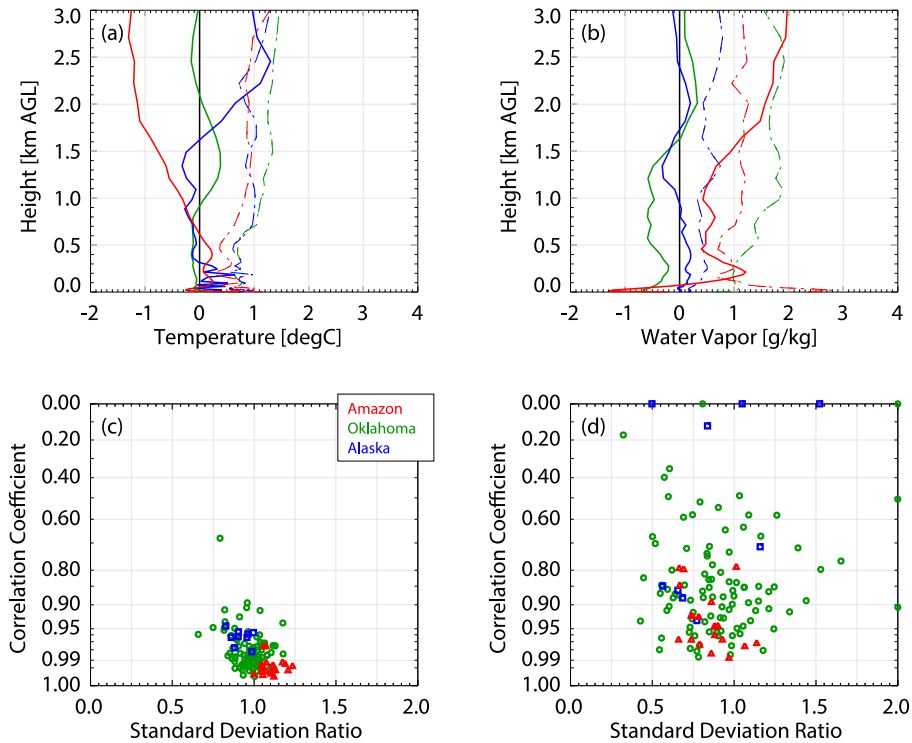 (a)
3.0
2.5
2.0
1.5
1.0
0.5
0.0
Height [km AGL]
-2 -1 0 1 2 3 4
Temperature [degC]
(b)
3.0
2.5
2.0
1.5
1.0
0.5
0.0
Height [km AGL]
-2 -1 0 1 2 3 4
Water Vapor [g/kg]
(c)
Amazon
Oklahoma
Alaska
0.00
0.20
0.40
0.60
0.80
0.90
0.95
0.99
1.00
Correlation Coefficient
0.0 0.5 1.0 1.5 2.0
Standard Deviation Ratio
(d)
0.00
0.20
0.40
0.60
0.80
0.90
0.95
0.99
1.00
Correlation Coefficient
0.0 0.5 1.0 1.5 2.0
Standard Deviation Ratio